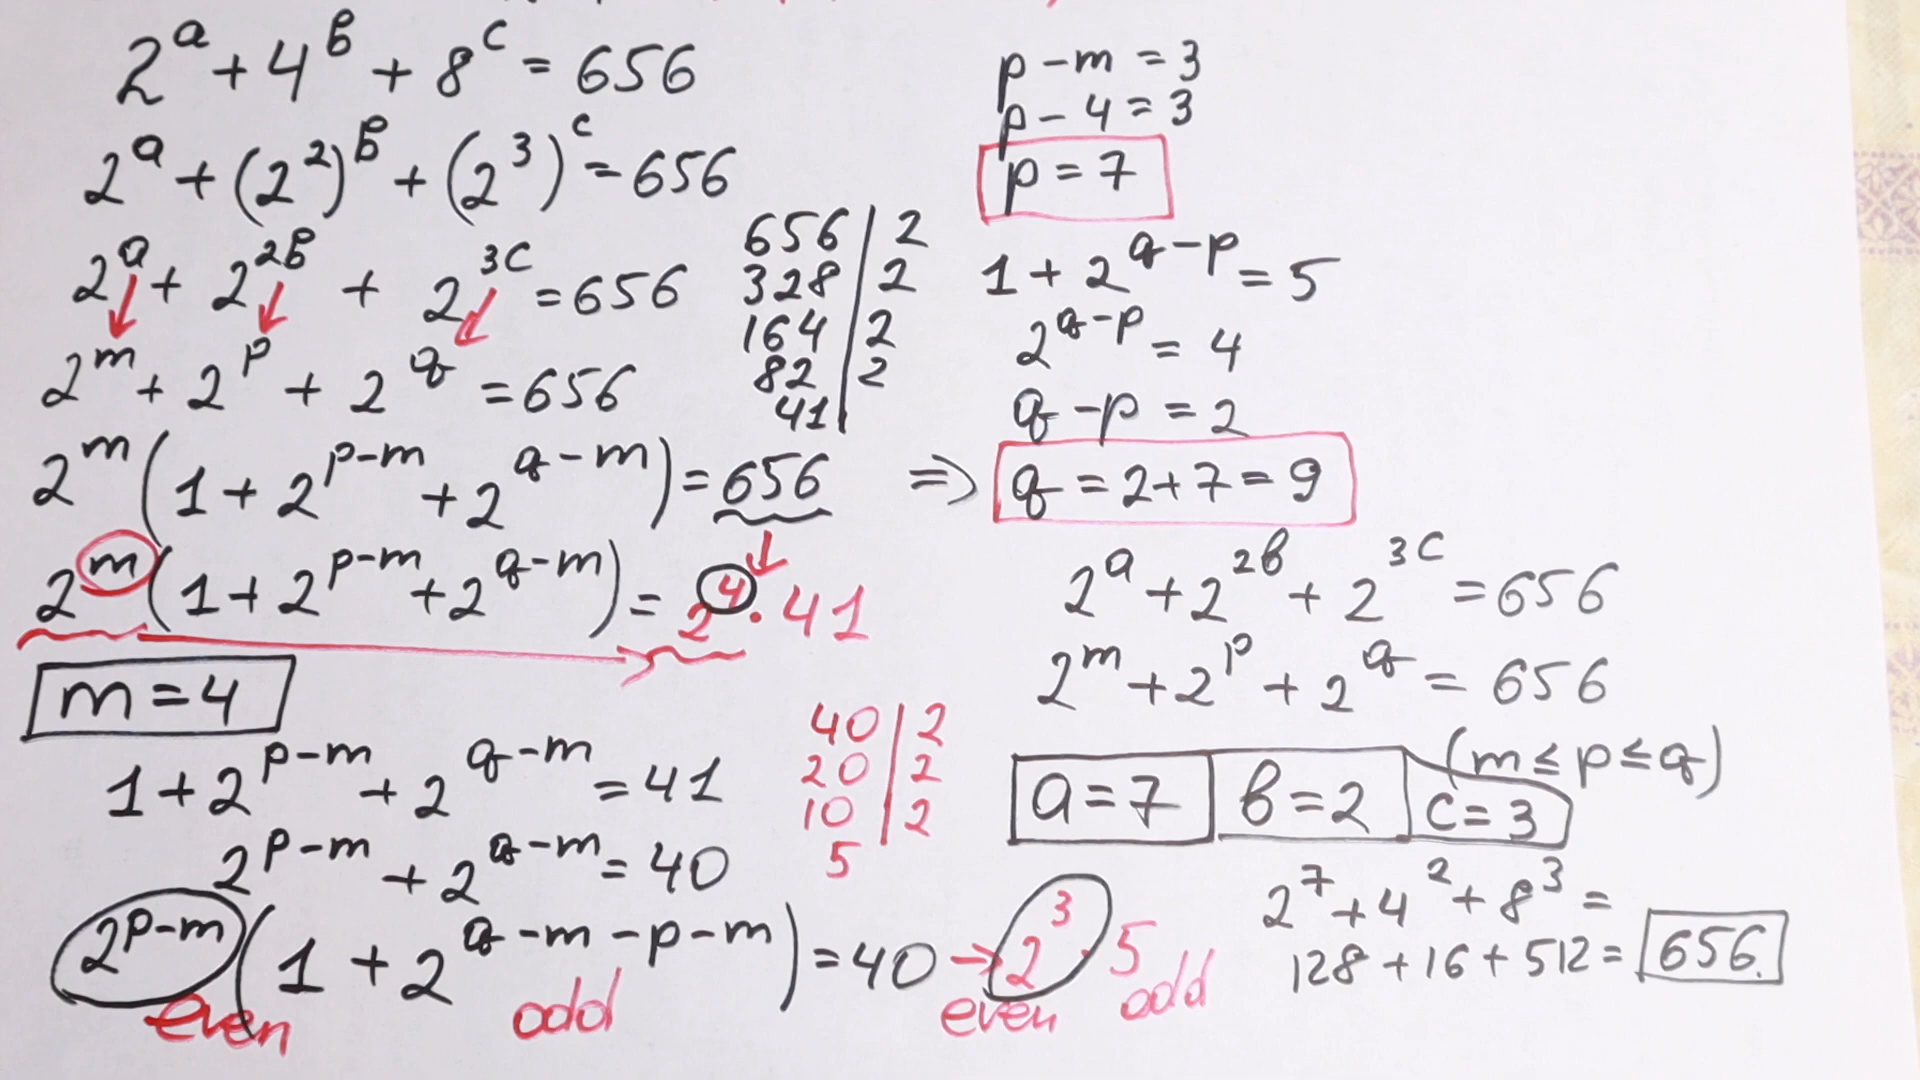 2^a + 4^b + 8^c = 656
2^a + (2^2)^b + (2^3)^c = 656
2^a + 2^{2b} + 2^{3c} = 656
2^m + 2^p + 2^q = 656
656 | 2
328 | 2
164 | 2
82 | 2
41 |
2^m (1 + 2^{p-m} + 2^{q-m}) = 656
2^m (1 + 2^{p-m} + 2^{q-m}) = 2^4 · 41
m = 4
1 + 2^{p-m} + 2^{q-m} = 41
2^{p-m} + 2^{q-m} = 40
40 | 2
20 | 2
10 | 2
5
2^{p-m} (1 + 2^{q-m-p-m}) = 40 → 2^3 · 5
even odd even odd
p - m = 3
p - 4 = 3
p = 7
1 + 2^{q-p} = 5
2^{q-p} = 4
q - p = 2
⇒ q = 2 + 7 = 9
2^a + 2^{2b} + 2^{3c} = 656
2^m + 2^p + 2^q = 656
(m ≤ p ≤ q)
a = 7 b = 2 c = 3
2^7 + 4^2 + 8^3 =
128 + 16 + 512 = 656.